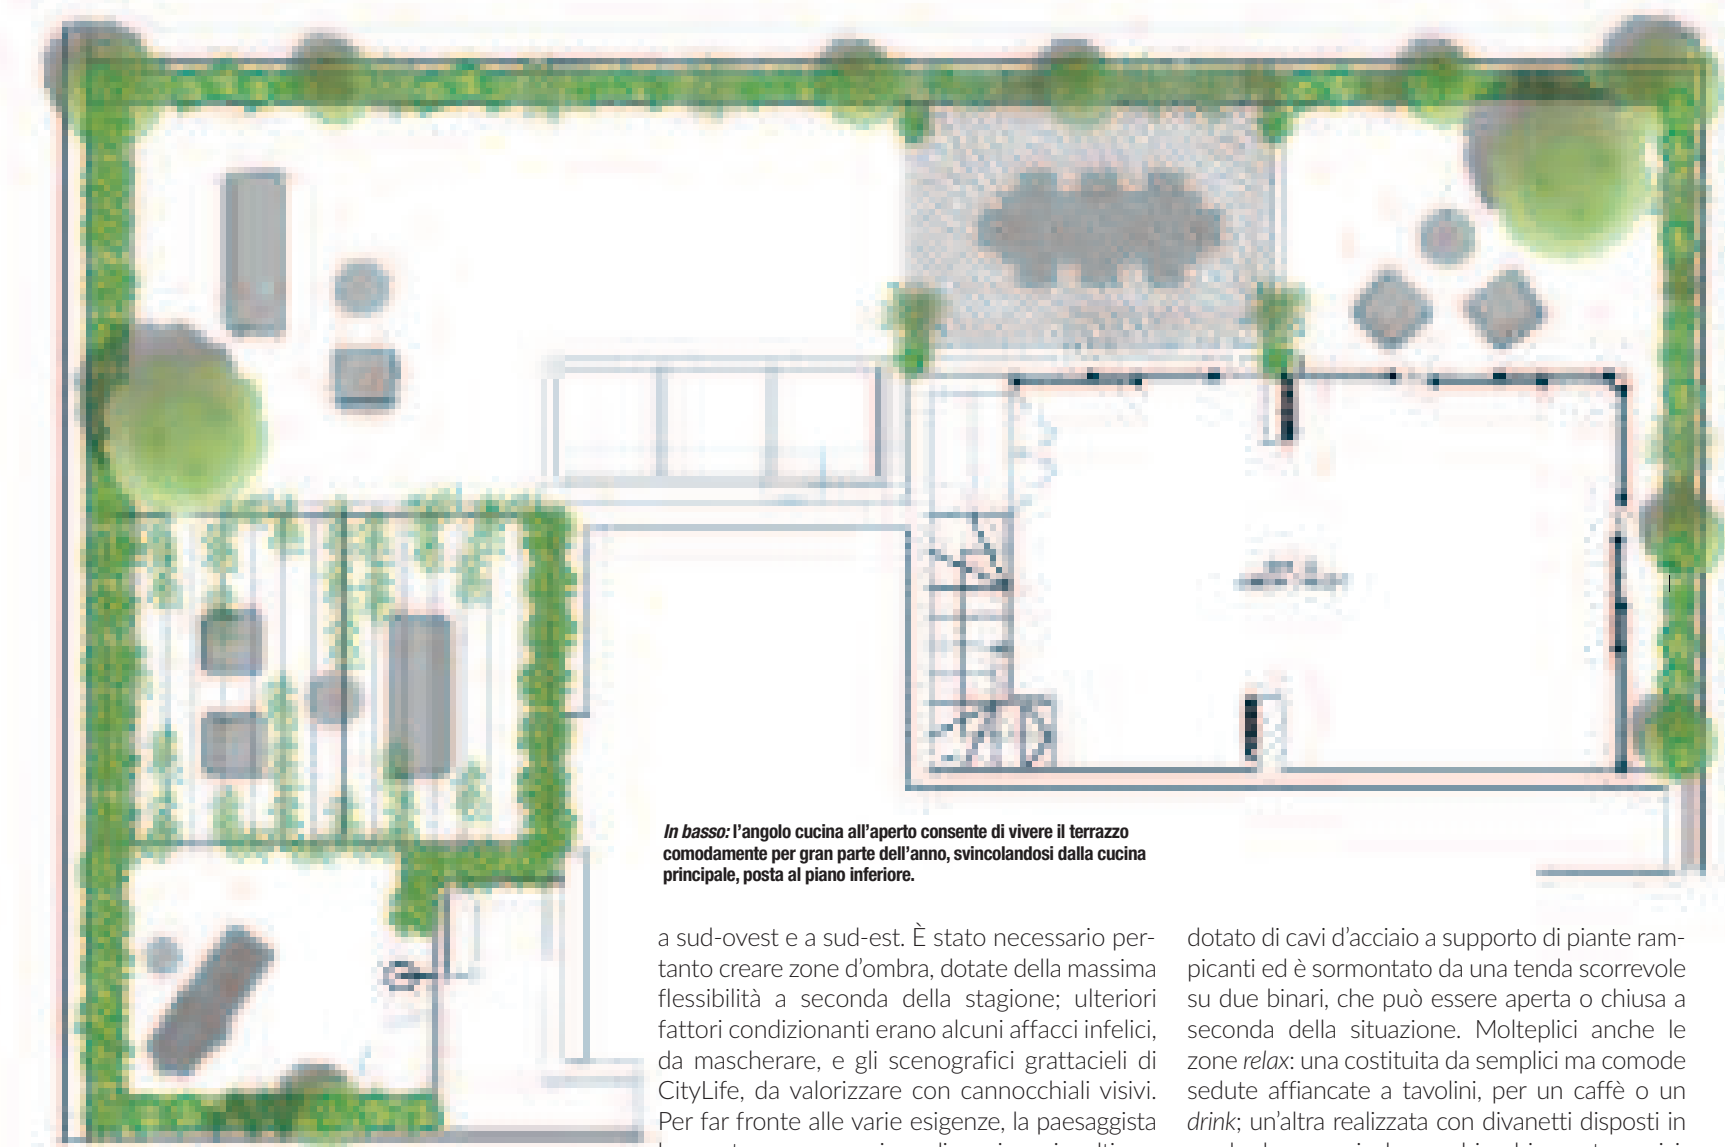 In basso: l'angolo cucina all'aperto consente di vivere il terrazzo
comodamente per gran parte dell'anno, svincolandosi dalla cucina
principale, posta al piano inferiore.
a sud-ovest e a sud-est. È stato necessario per-
tanto creare zone d'ombra, dotate della massima
flessibilità a seconda della stagione; ulteriori
fattori condizionanti erano alcuni affacci infelici,
da mascherare, e gli scenografici grattacieli di
CityLife, da valorizzare con cannocchiali visivi.
Per far fronte alle varie esigenze, la paesaggista
dotato di cavi d'acciaio a supporto di piante ram-
picanti ed è sormontato da una tenda scorrevole
su due binari, che può essere aperta o chiusa a
seconda della situazione. Molteplici anche le
zone relax: una costituita da semplici ma comode
sedute affiancate a tavolini, per un caffè o un
drink; un'altra realizzata con divanetti disposti in